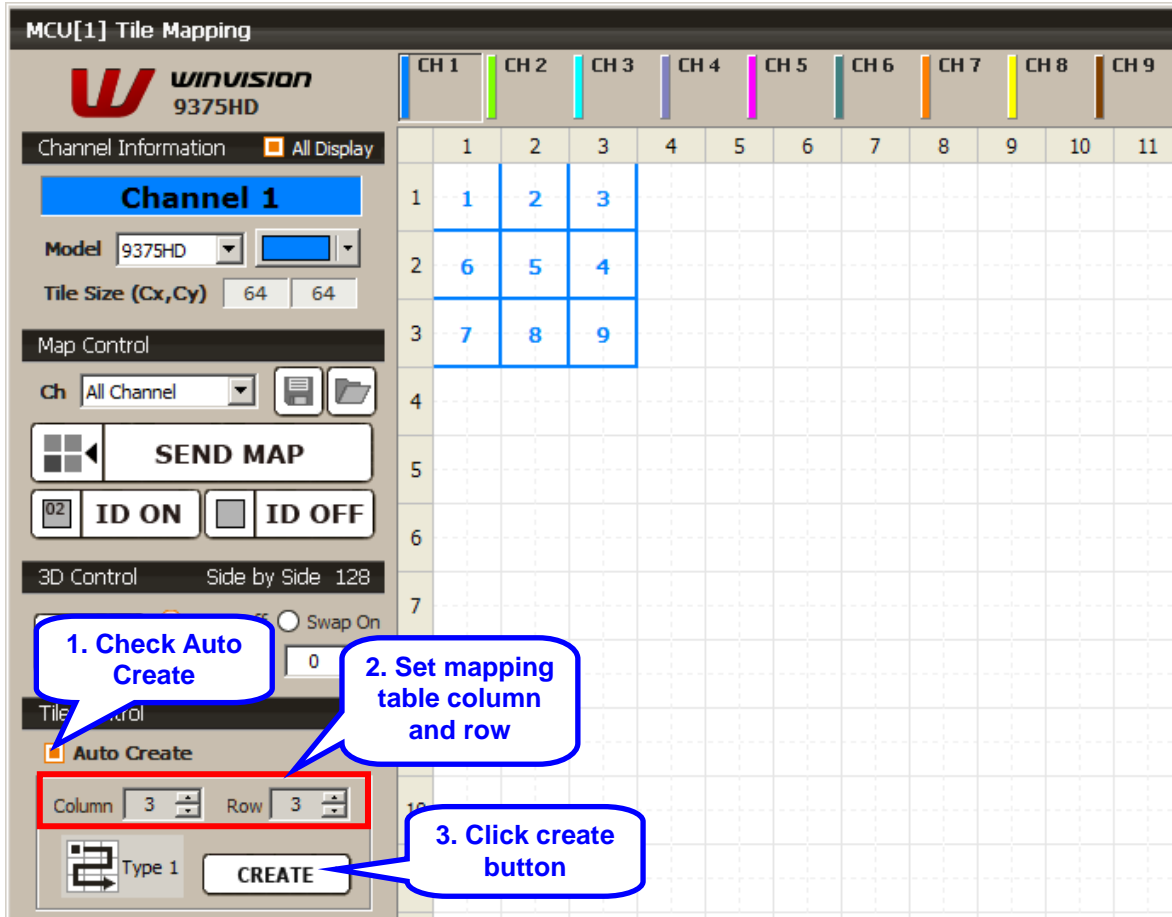 MCU[1] Tile Mapping
WINVISION
9375HD
CH 1 CH 2 CH 3 CH 4 CH 5 CH 6 CH 7 CH 8 CH 9
Channel Information All Display
1 2 3 4 5 6 7 8 9 10 11
Channel 1
1 1 2 3
Model 9375HD
2 6 5 4
Tile Size (Cx,Cy) 64 64
3 7 8 9
Map Control
Ch All Channel
4
SEND MAP
5
02 ID ON ID OFF
6
3D Control Side by Side 128
7
Swap On
0
1. Check Auto
Create
2. Set mapping
table column
and row
Auto Create
Column 3 Row 3
3. Click create
button
Type 1
CREATE